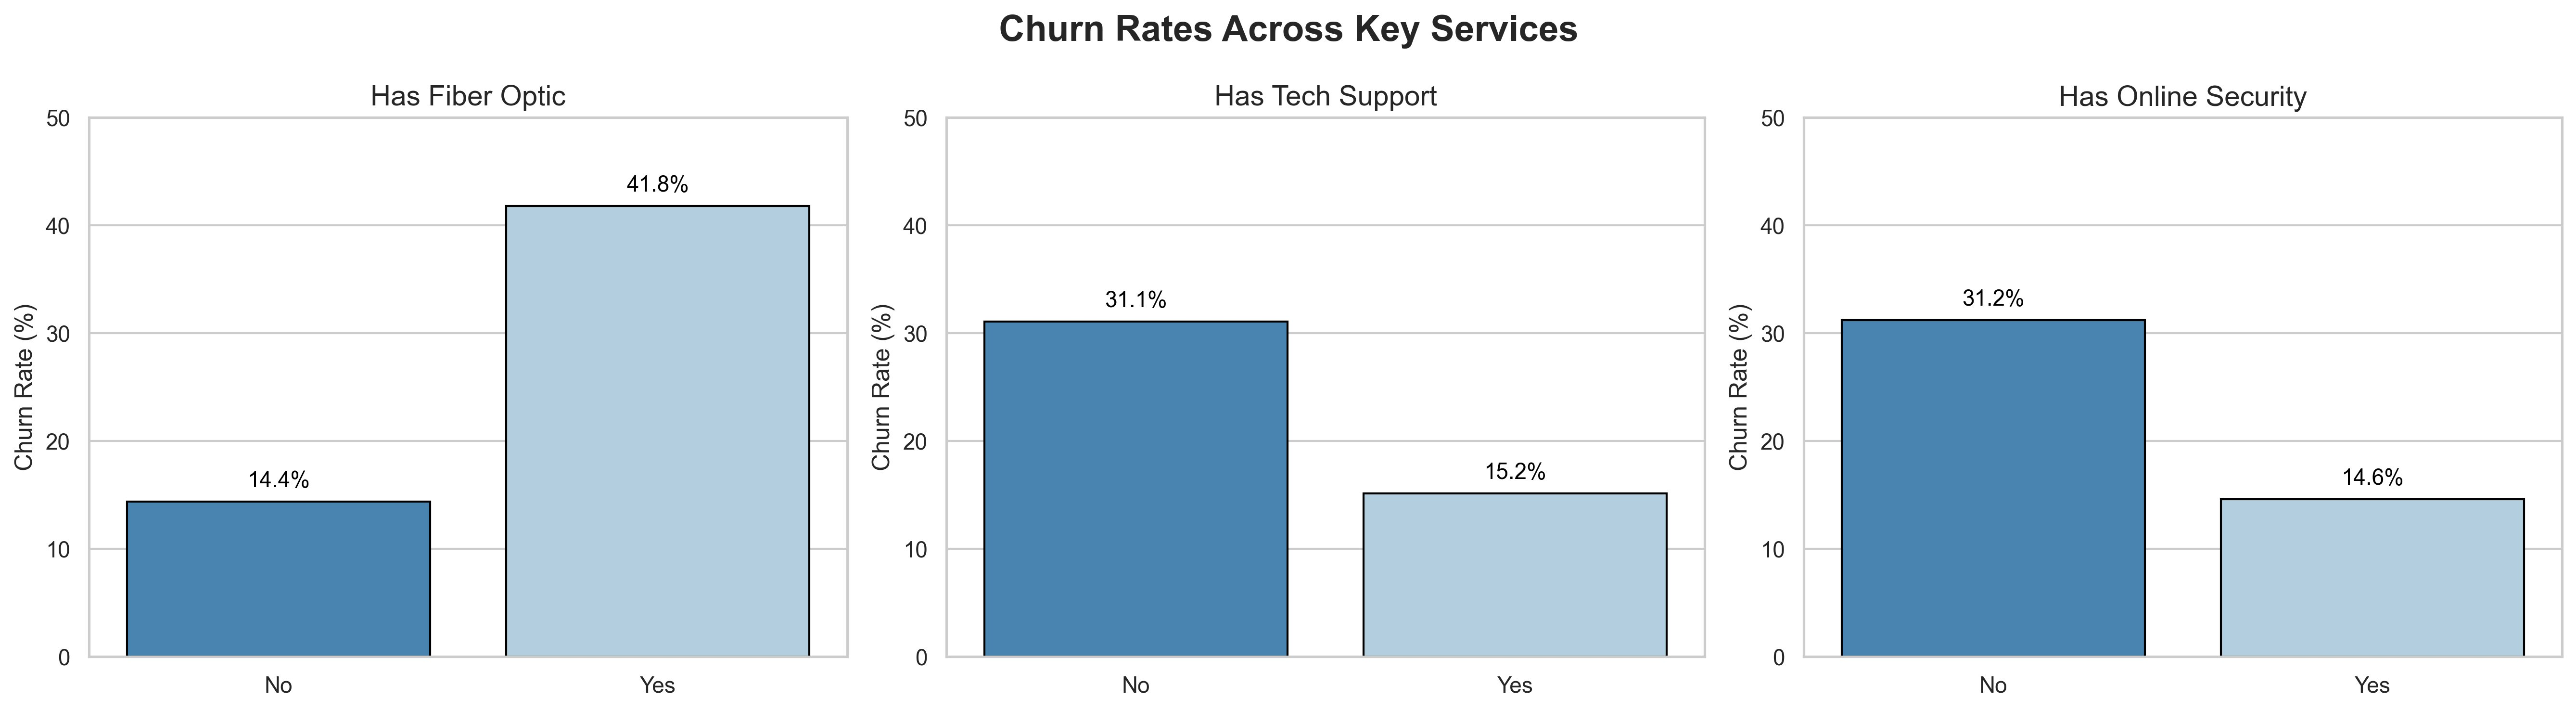 Churn Rates Across Key Services
Has Fiber Optic
Churn Rate (%)
50
40
30
20
10
0
14.4%
41.8%
No
Yes
Has Tech Support
Churn Rate (%)
50
40
30
20
10
0
31.1%
15.2%
No
Yes
Has Online Security
Churn Rate (%)
50
40
30
20
10
0
31.2%
14.6%
No
Yes